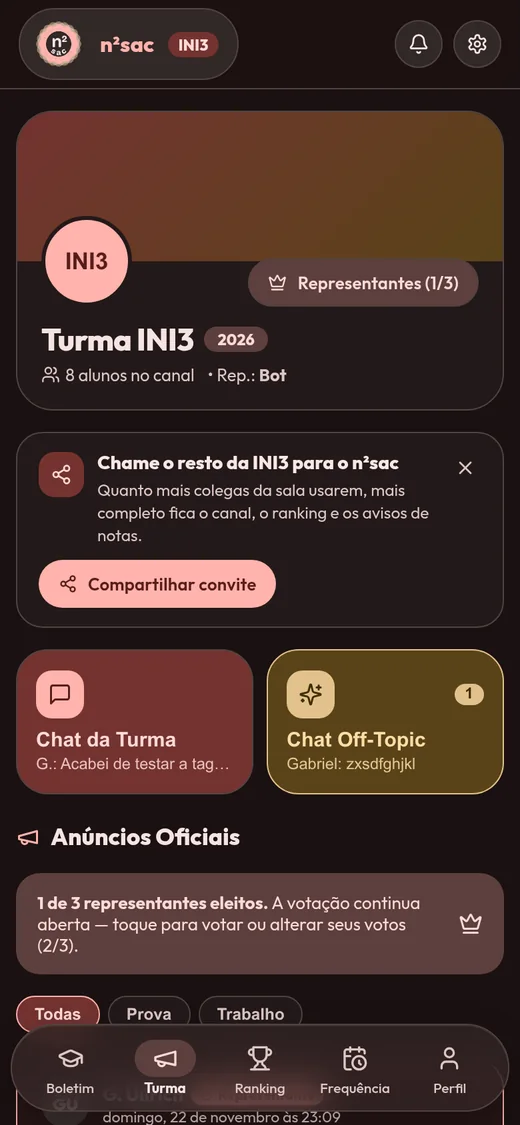 n²
sac
n²sac
INI3
INI3
Representantes (1/3)
Turma INI3
2026
8 alunos no canal
• Rep.: Bot
Chame o resto da INI3 para o n²sac
Quanto mais colegas da sala usarem, mais
completo fica o canal, o ranking e os avisos de
notas.
Compartilhar convite
Chat da Turma
G.: Acabei de testar a tag…
1
Chat Off-Topic
Gabriel: zxsdfghjkl
Anúncios Oficiais
1 de 3 representantes eleitos. A votação continua
aberta — toque para votar ou alterar seus votos
(2/3).
Todas
Prova
Trabalho
Boletim
Turma
Ranking
Frequência
Perfil
GU
G. Ullrich
domingo, 22 de novembro às 23:09